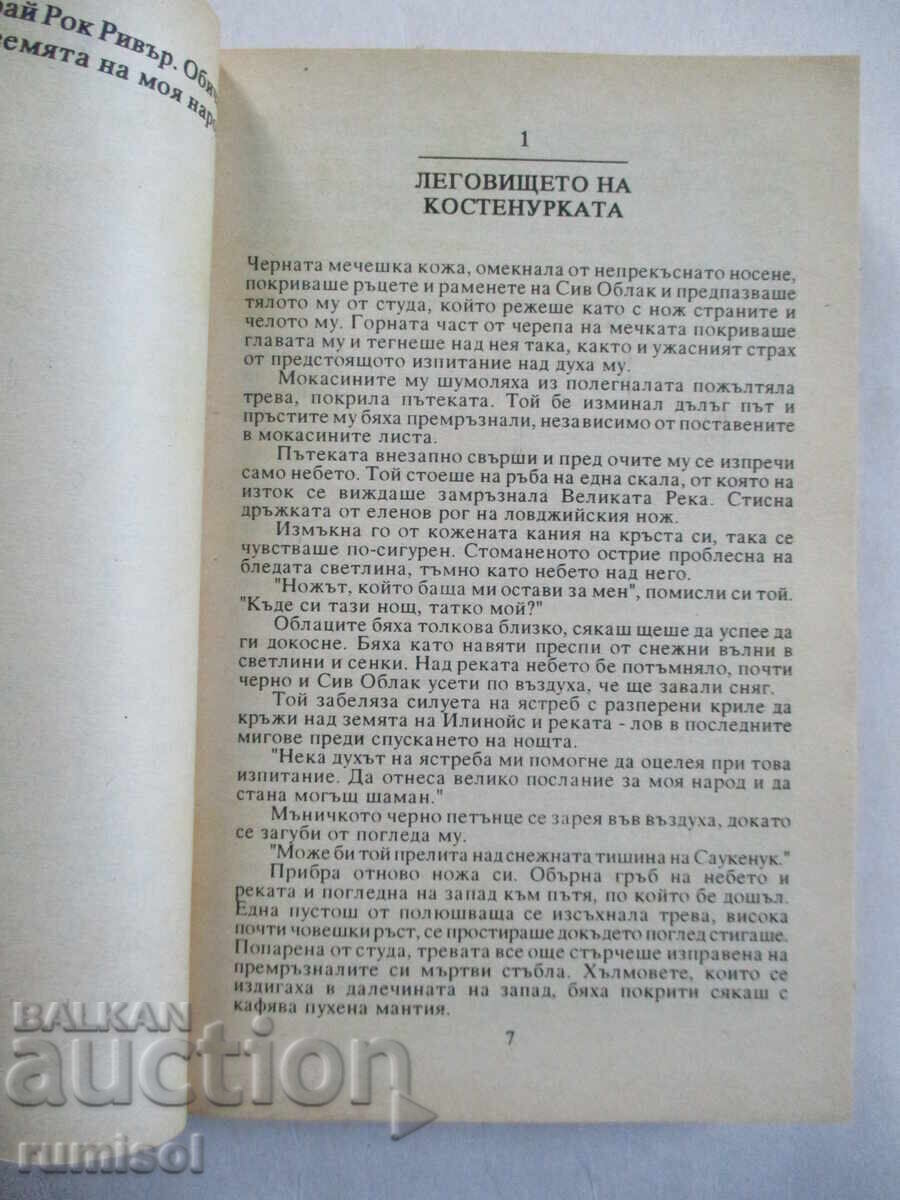 рай Рок Ривър. Обич
земята на моя наро
1
ЛЕГОВИЩЕТО НА
КОСТЕНУРКАТА
Черната мечешка кожа, омекнала от непрекъснато носене,
покриваше ръцете и раменете на Сив Облак и предпазваше
тялото му от студа, който режеше като с нож страните и
челото му. Горната част от черепа на мечката покриваше
главата му и тегнеше над нея така, както и ужасният страх
от предстоящото изпитание над духа му.
Мокасините му шумоляха из полегналата пожълтяла
трева, покрила пътеката. Той бе изминал дълъг път и
пръстите му бяха премръзнали, независимо от поставените
в мокасините листа.
Пътеката внезапно свърши и пред очите му се изпречи
само небето. Той стоеше на ръба на една скала, от която на
изток се виждаше замръзнала Великата Река. Стисна
дръжката от еленов рог на ловджийския нож.
Измъкна го от кожената кания на кръста си, така се
чувстваше по-сигурен. Стоманеното острие проблесна на
бледата светлина, тъмно като небето над него.
"Ножът, който баща ми остави за мен", помисли си той.
"Къде си тази нощ, татко мой?"
Облаците бяха толкова близко, сякаш щеше да успее да
ги докосне. Бяха като навяти преспи от снежни вълни в
светлини и сенки. Над реката небето бе потъмняло, почти
черно и Сив Облак усети по въздуха, че ще завали сняг.
Той забеляза силуета на ястреб с разперени криле да
кръжи над земята на Илинойс и реката - лов в последните
мигове преди спускането на нощта.
"Нека духът на ястреба ми помогне да оцелея при това
изпитание. Да отнеса велико послание за моя народ и да
стана могъщ шаман."
Мъничкото черно петънце се зарея във въздуха, докато
се загуби от погледа му.
"Може би той прелита над снежната тишина на Саукенук."
Прибра отново ножа си. Обърна гръб на небето и
реката и погледна на запад към пътя, по който бе дошъл.
Една пустош от полюшваща се изсъхнала трева, висока
почти човешки ръст, се простираше докъдето поглед стигаше.
Попарена от студа, тревата все още стърчеше изправена на
премръзналите си мъртви стъбла. Хълмовете, които се
издигаха в далечината на запад, бяха покрити сякаш с
кафява пухена мантия.
7
BALKAN
auction
rumisol